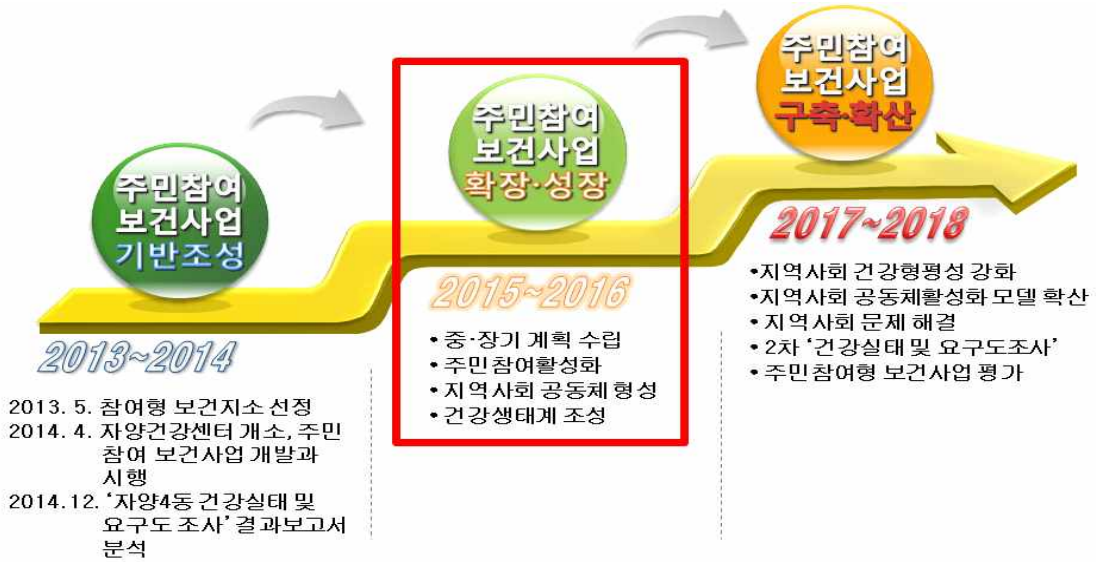 주민참여
보건사업
기반조성
2013~2014
2013. 5. 참여형 보건지소 선정
2014. 4. 자양건강센터 개소, 주민
참여 보건사업 개발과
시행
2014.12. ‘자양4동 건강실태 및
요구도 조사’ 결과보고서
분석
주민참여
보건사업
확장·성장
2015~2016
• 중·장기 계획 수립
• 주민참여활성화
• 지역사회 공동체 형성
• 건강생태계 조성
주민참여
보건사업
구축·확산
2017~2018
•지역사회 건강형평성 강화
•지역사회 공동체활성화 모델 확산
• 지역사회 문제 해결
• 2차 ‘건강실태 및 요구도조사’
• 주민참여형 보건사업 평가